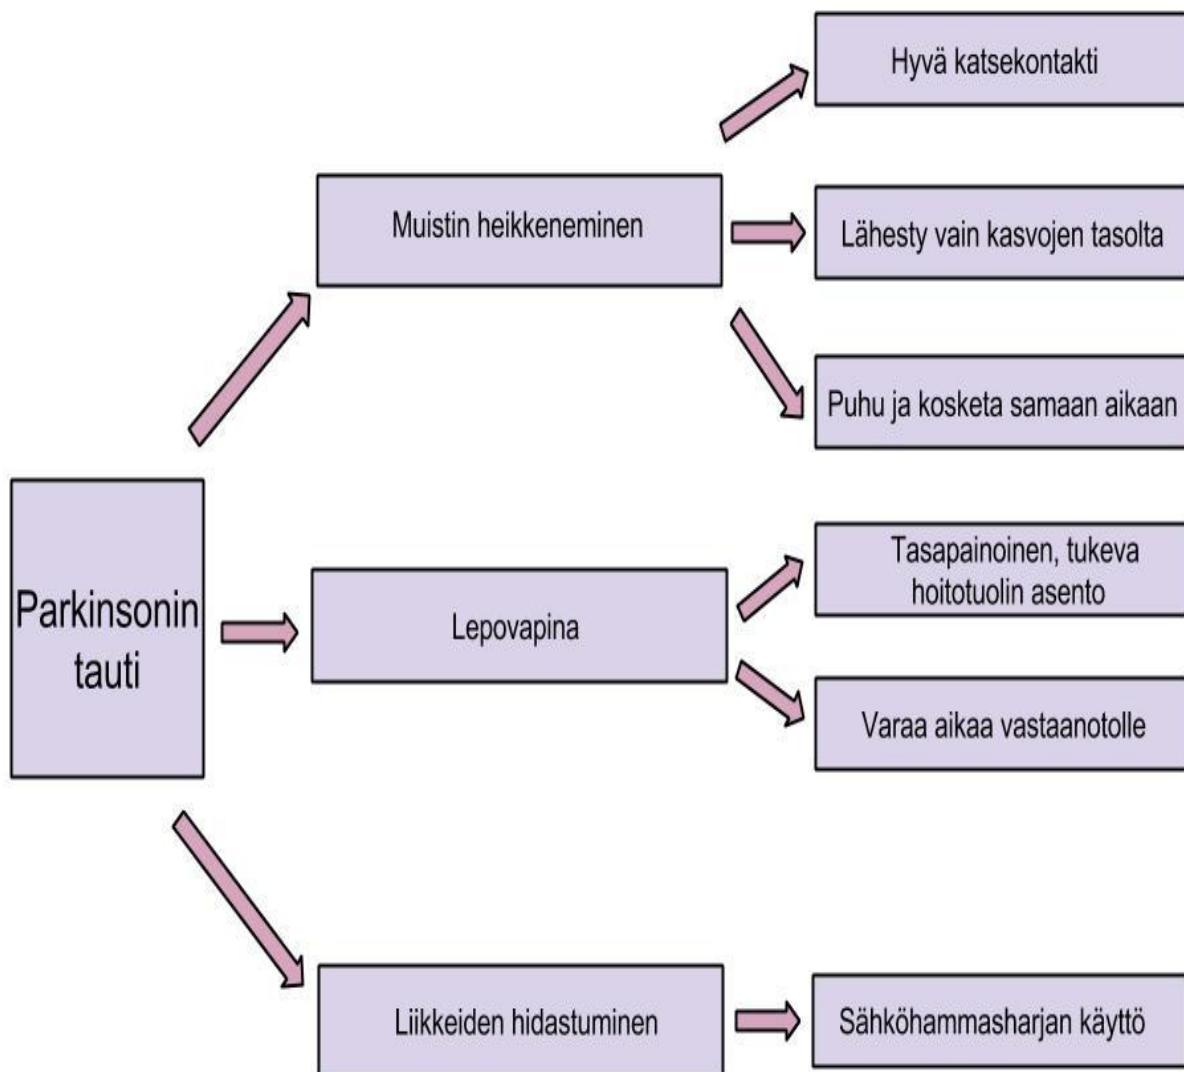 Hyvä katsekontakti
Muistin heikkeneminen
Lähesty vain kasvojen tasolta
Puhu ja kosketa samaan aikaan
Parkinsonin
tauti
Lepovapina
Tasapainoinen, tukeva
hoitotuolin asento
Varaa aikaa vastaanotolle
Liikkeiden hidastuminen
Sähköhammasharjan käyttö